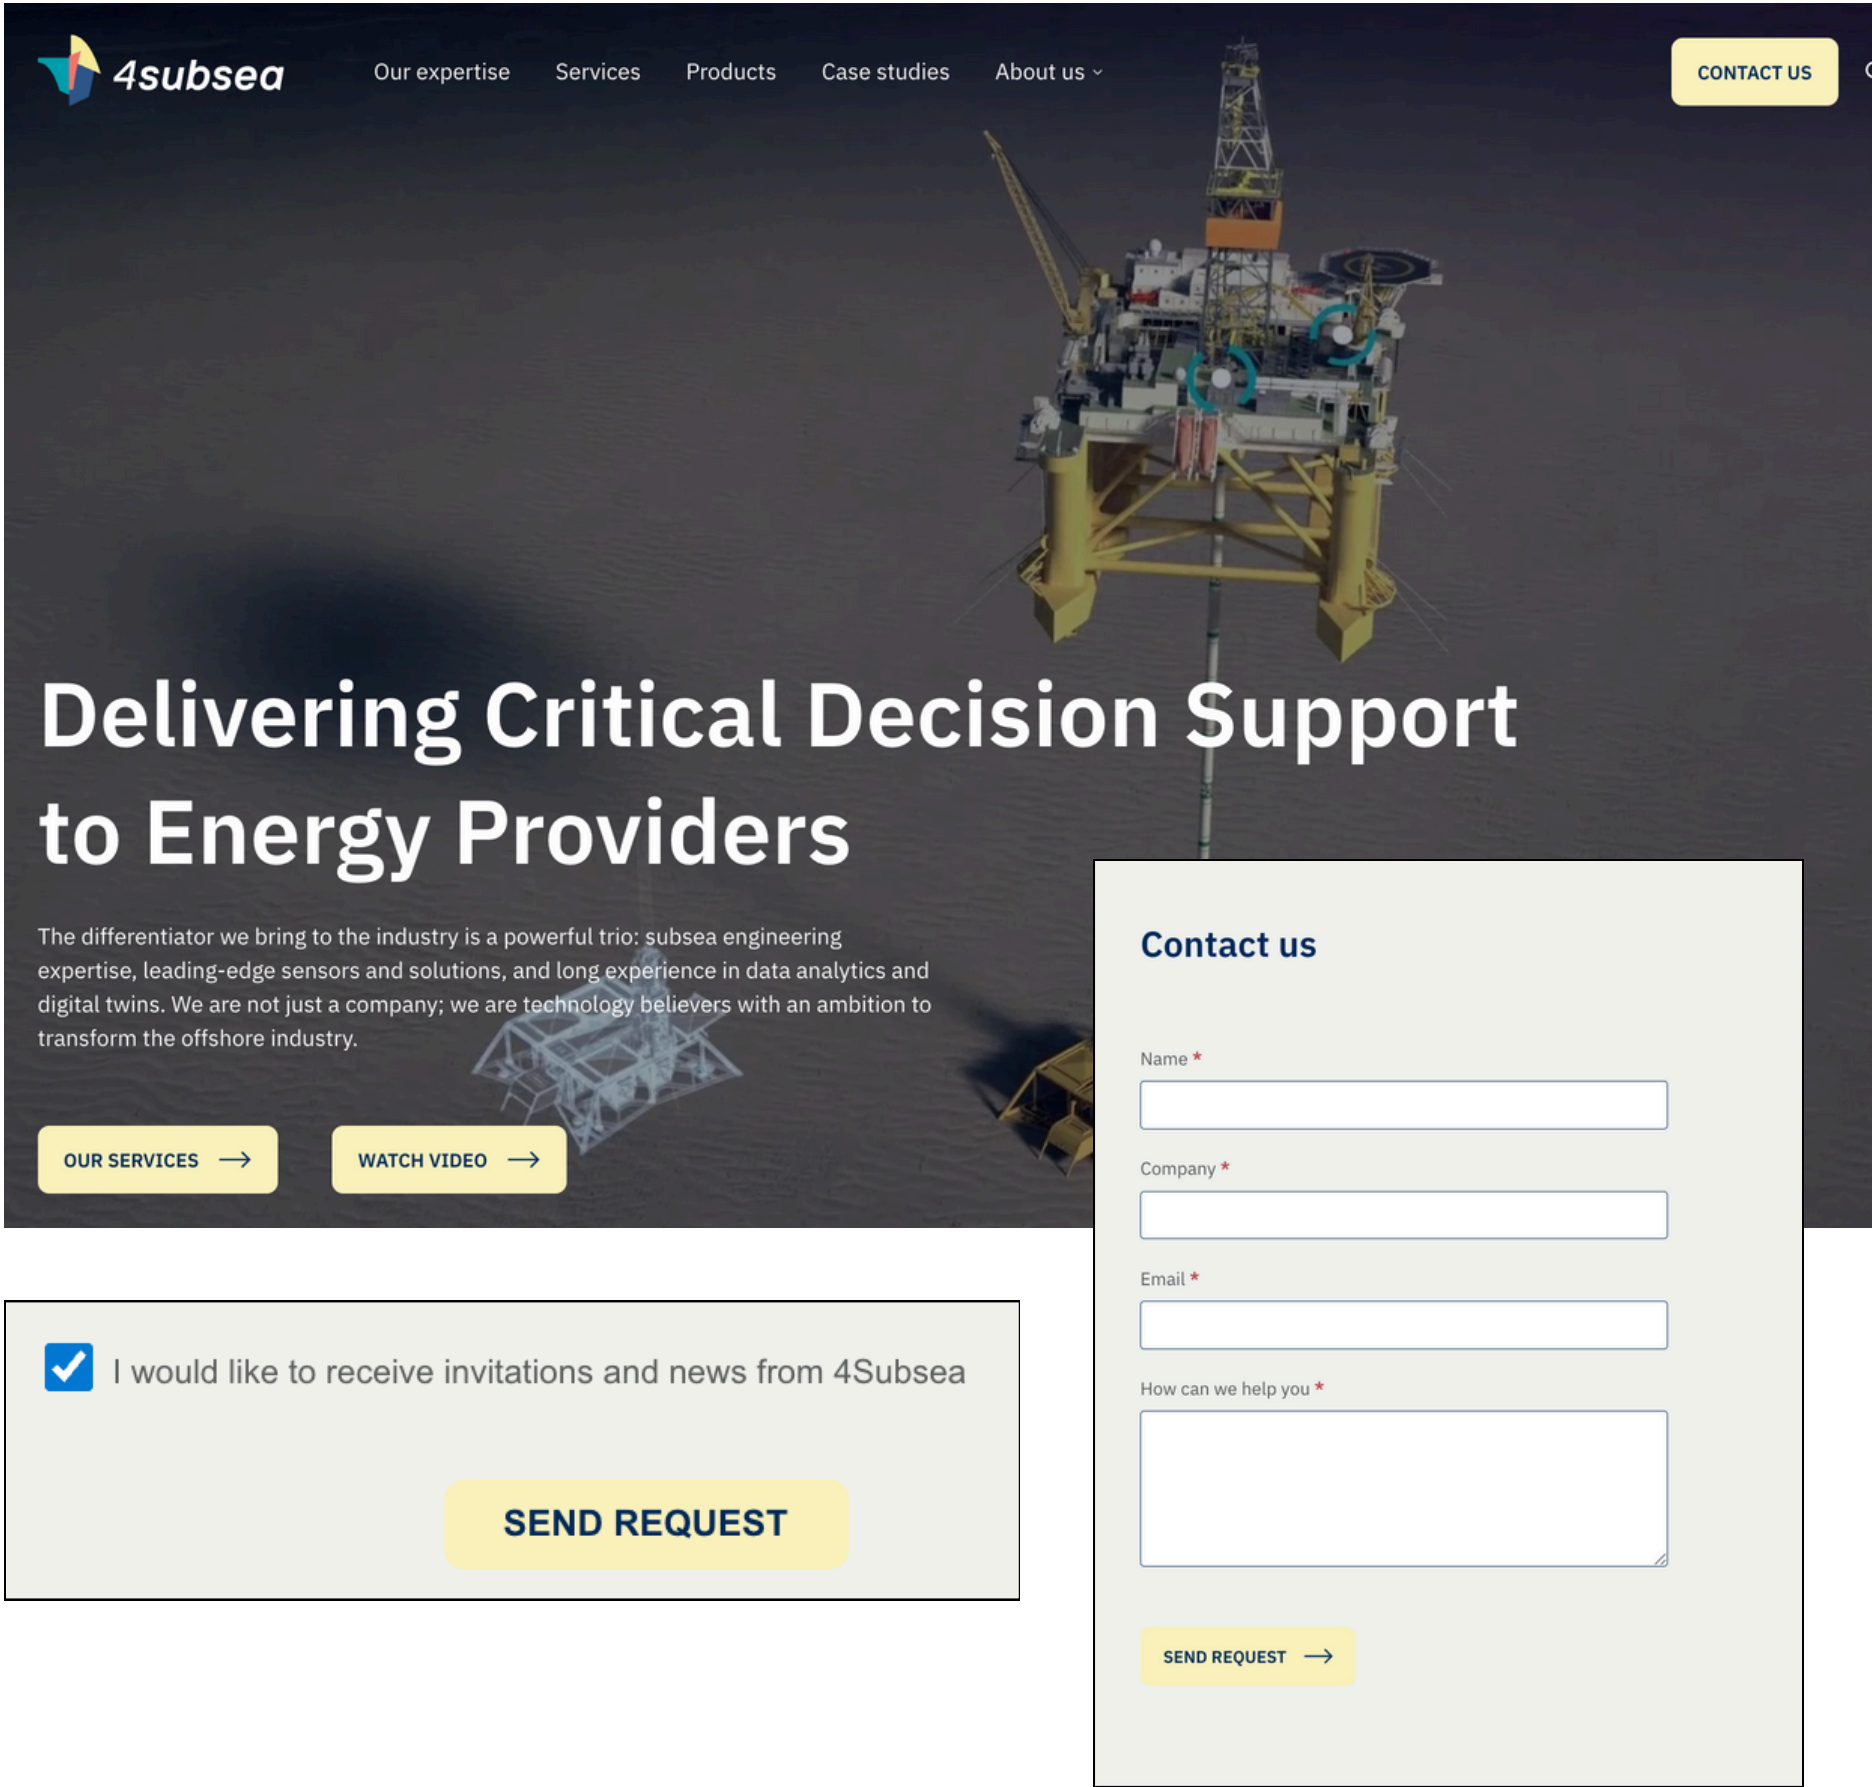 4subsea
Our expertise
Services
Products
Case studies
About us
CONTACT US
Delivering Critical Decision Support
to Energy Providers
The differentiator we bring to the industry is a powerful trio: subsea engineering
expertise, leading-edge sensors and solutions, and long experience in data analytics and
digital twins. We are not just a company; we are technology believers with an ambition to
transform the offshore industry.
OUR SERVICES
WATCH VIDEO
Contact us
Name *
Company *
Email *
How can we help you *
SEND REQUEST
I would like to receive invitations and news from 4Subsea
SEND REQUEST